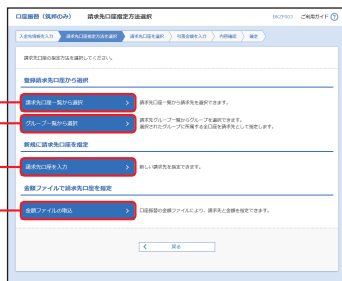 口座振替（筑邦のみ） 請求先口座指定方法選択 BKZF003 ご利用ガイド
入金先情報を入力 請求先口座指定方法を選択 請求先口座を選択 引落金額を入力 内容確認 確定
請求先口座の指定方法を選択してください。
登録請求先口座から選択
請求先口座一覧から選択 請求先口座一覧から請求先を選択できます。
グループ一覧から選択 請求先グループ一覧からグループを選択できます。
選択されたグループに所属する全口座を請求先として指定します。
新規に請求先口座を指定
請求先口座を入力 新しい請求先を指定できます。
金額ファイルで請求先口座を指定
金額ファイルの取込 口座振替の金額ファイルにより、請求先と金額を指定できます。
戻る